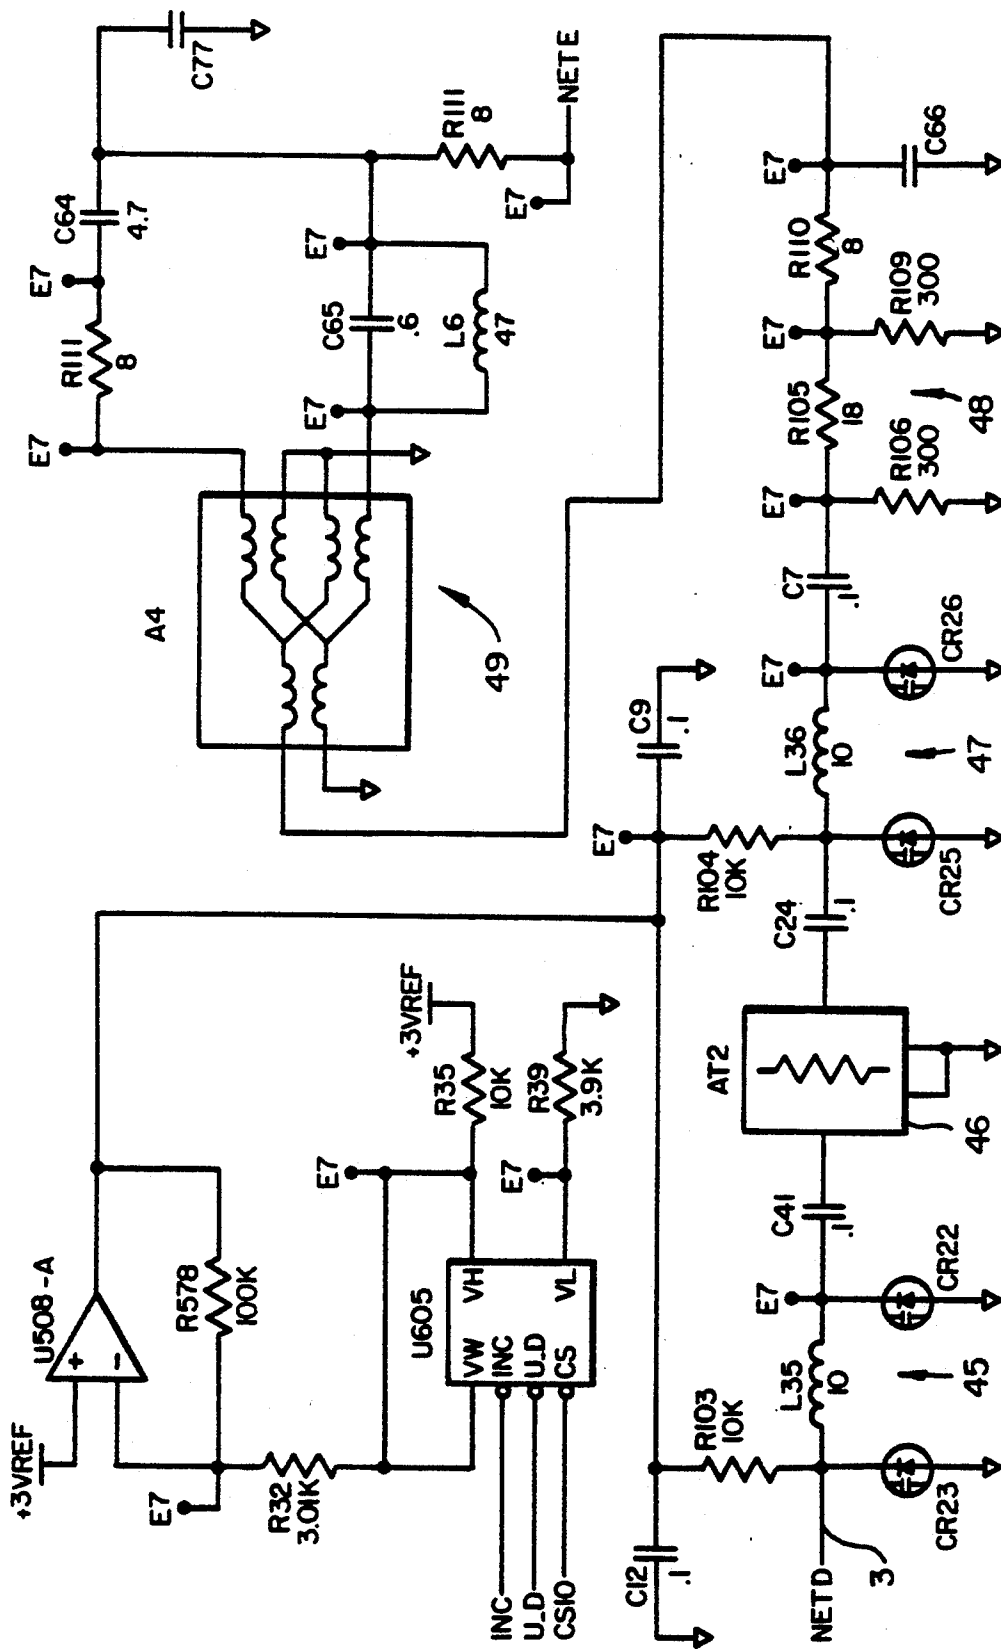 +3VREF
U508-A
+
-
E7
R578
100K
R32
3.01K
U605
VW
VH
INC
U_D
CS
VL
INC
U_D
CS10
E7
E7
+3VREF
R35
10K
R39
3.9K
A4
49
E7
R111
8
E7
C64
4.7
C77
E7
C65
.6
E7
L6
47
R111
8
E7
NETE
C12
.1
R103
10K
E7
C9
.1
R104
10K
NETD
3
CR23
L35
10
45
E7
CR22
C41
.1
AT2
46
C24
.1
CR25
L36
10
47
E7
CR26
C7
.1
E7
R106
300
R105
18
48
E7
R109
300
R110
8
E7
C66